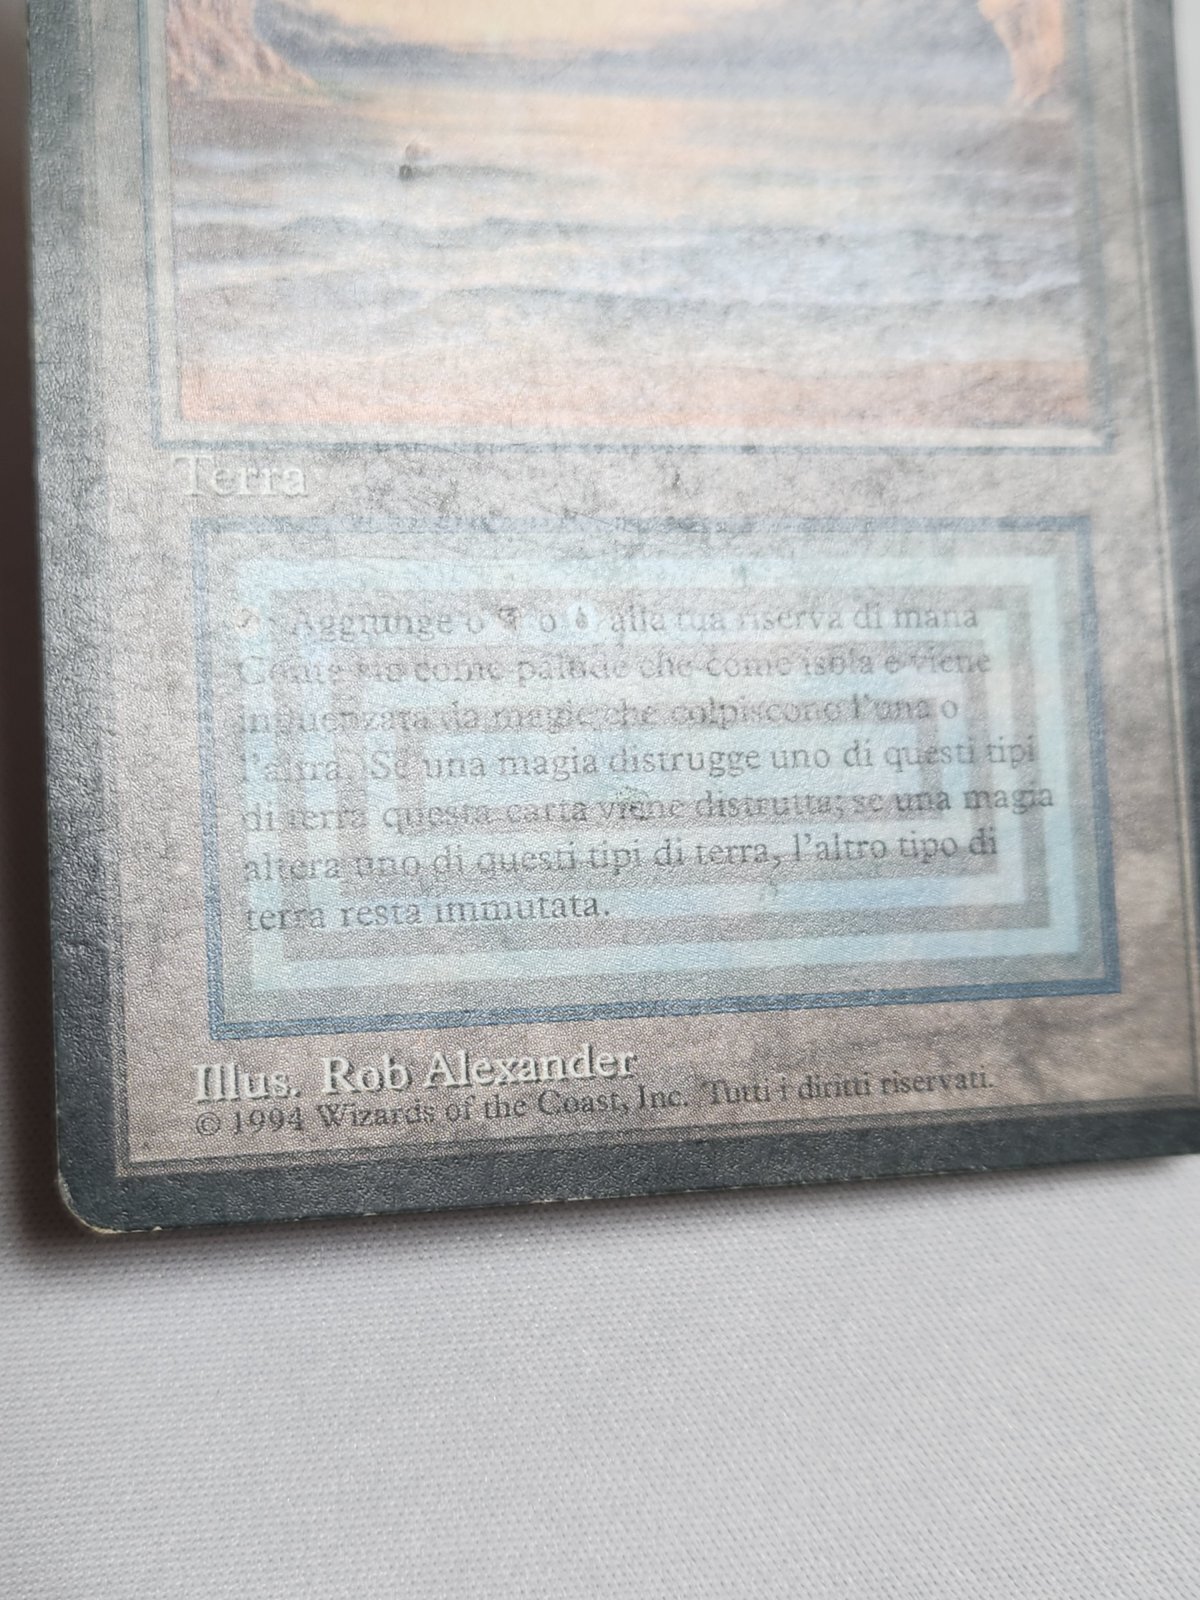 Terra
: Aggiunge o o alla tua riserva di mana
Conta sia come palude che come isola e viene
influenzata da magie che colpiscono l'una o
l'altra. Se una magia distrugge uno di questi tipi
di terra questa carta viene distrutta; se una magia
altera uno di questi tipi di terra, l'altro tipo di
terra resta immutata.
Illus. Rob Alexander
© 1994 Wizards of the Coast, Inc. Tutti i diritti riservati.